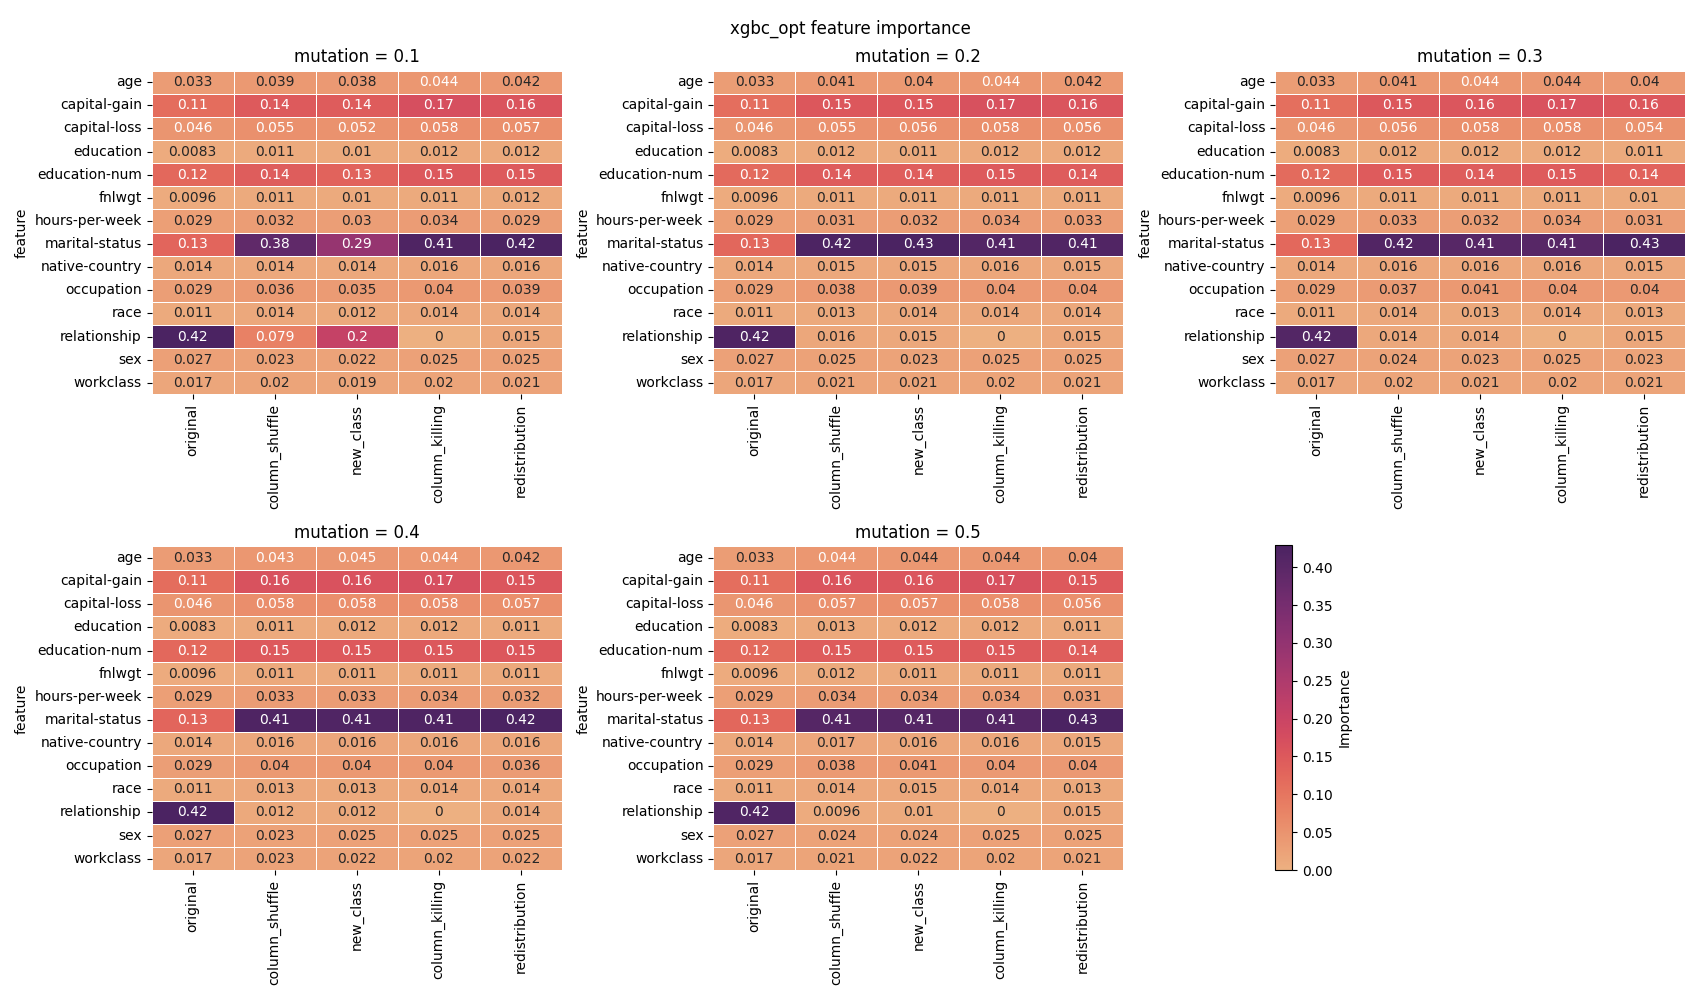 xgbc_opt feature importance
mutation = 0.1
feature
age 0.033 0.039 0.038 0.044 0.042
capital-gain 0.11 0.14 0.14 0.17 0.16
capital-loss 0.046 0.055 0.052 0.058 0.057
education 0.0083 0.011 0.01 0.012 0.012
education-num 0.12 0.14 0.13 0.15 0.15
fnlwgt 0.0096 0.011 0.01 0.011 0.012
hours-per-week 0.029 0.032 0.03 0.034 0.029
marital-status 0.13 0.38 0.29 0.41 0.42
native-country 0.014 0.014 0.014 0.016 0.016
occupation 0.029 0.036 0.035 0.04 0.039
race 0.011 0.014 0.012 0.014 0.014
relationship 0.42 0.079 0.2 0 0.015
sex 0.027 0.023 0.022 0.025 0.025
workclass 0.017 0.02 0.019 0.02 0.021
original column_shuffle new_class column_killing redistribution
mutation = 0.2
feature
age 0.033 0.041 0.04 0.044 0.042
capital-gain 0.11 0.15 0.15 0.17 0.16
capital-loss 0.046 0.055 0.056 0.058 0.056
education 0.0083 0.012 0.011 0.012 0.012
education-num 0.12 0.14 0.14 0.15 0.14
fnlwgt 0.0096 0.011 0.011 0.011 0.011
hours-per-week 0.029 0.031 0.032 0.034 0.033
marital-status 0.13 0.42 0.43 0.41 0.41
native-country 0.014 0.015 0.015 0.016 0.015
occupation 0.029 0.038 0.039 0.04 0.04
race 0.011 0.013 0.014 0.014 0.014
relationship 0.42 0.016 0.015 0 0.015
sex 0.027 0.025 0.023 0.025 0.025
workclass 0.017 0.021 0.021 0.02 0.021
original column_shuffle new_class column_killing redistribution
mutation = 0.3
feature
age 0.033 0.041 0.044 0.044 0.04
capital-gain 0.11 0.15 0.16 0.17 0.16
capital-loss 0.046 0.056 0.058 0.058 0.054
education 0.0083 0.012 0.012 0.012 0.011
education-num 0.12 0.15 0.14 0.15 0.14
fnlwgt 0.0096 0.011 0.011 0.011 0.01
hours-per-week 0.029 0.033 0.032 0.034 0.031
marital-status 0.13 0.42 0.41 0.41 0.43
native-country 0.014 0.016 0.016 0.016 0.015
occupation 0.029 0.037 0.041 0.04 0.04
race 0.011 0.014 0.013 0.014 0.013
relationship 0.42 0.014 0.014 0 0.015
sex 0.027 0.024 0.023 0.025 0.023
workclass 0.017 0.02 0.021 0.02 0.021
original column_shuffle new_class column_killing redistribution
mutation = 0.4
feature
age 0.033 0.043 0.045 0.044 0.042
capital-gain 0.11 0.16 0.16 0.17 0.15
capital-loss 0.046 0.058 0.058 0.058 0.057
education 0.0083 0.011 0.012 0.012 0.011
education-num 0.12 0.15 0.15 0.15 0.15
fnlwgt 0.0096 0.011 0.011 0.011 0.011
hours-per-week 0.029 0.033 0.033 0.034 0.032
marital-status 0.13 0.41 0.41 0.41 0.42
native-country 0.014 0.016 0.016 0.016 0.016
occupation 0.029 0.04 0.04 0.04 0.036
race 0.011 0.013 0.013 0.014 0.014
relationship 0.42 0.012 0.012 0 0.014
sex 0.027 0.023 0.025 0.025 0.025
workclass 0.017 0.023 0.022 0.02 0.022
original column_shuffle new_class column_killing redistribution
mutation = 0.5
feature
age 0.033 0.044 0.044 0.044 0.04
capital-gain 0.11 0.16 0.16 0.17 0.15
capital-loss 0.046 0.057 0.057 0.058 0.056
education 0.0083 0.013 0.012 0.012 0.011
education-num 0.12 0.15 0.15 0.15 0.14
fnlwgt 0.0096 0.012 0.011 0.011 0.011
hours-per-week 0.029 0.034 0.034 0.034 0.031
marital-status 0.13 0.41 0.41 0.41 0.43
native-country 0.014 0.017 0.016 0.016 0.015
occupation 0.029 0.038 0.041 0.04 0.04
race 0.011 0.014 0.015 0.014 0.013
relationship 0.42 0.0096 0.01 0 0.015
sex 0.027 0.024 0.024 0.025 0.025
workclass 0.017 0.021 0.022 0.02 0.021
original column_shuffle new_class column_killing redistribution
0.40
0.35
0.30
0.25
0.20
0.15
0.10
0.05
0.00
Importance